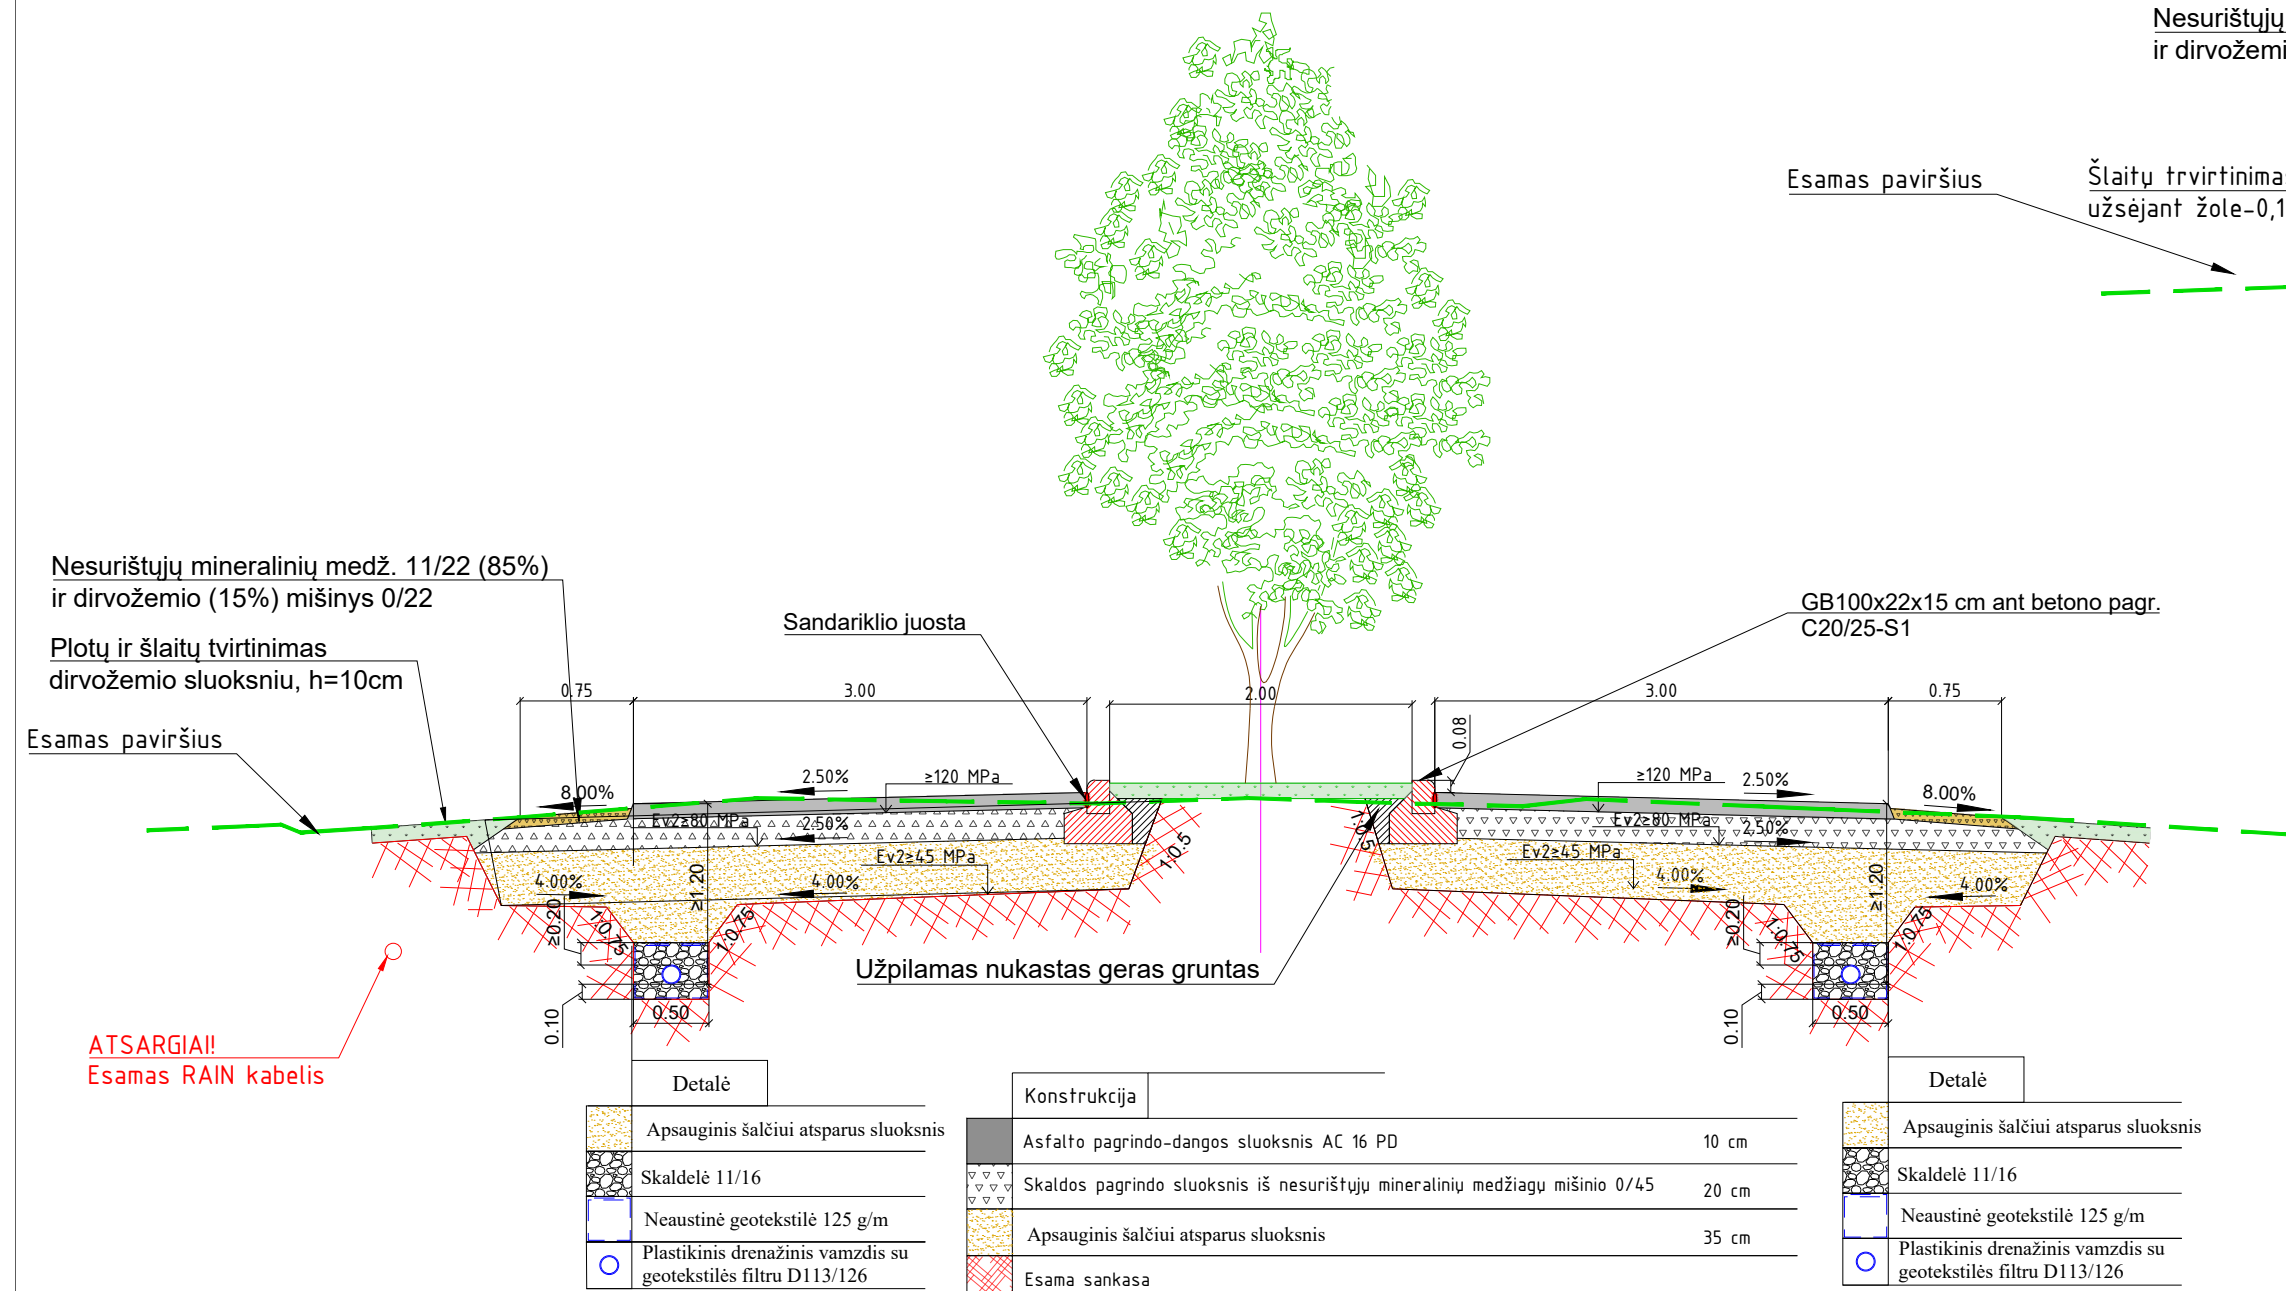 Nesurištųjų
ir dirvožemi
Esamas paviršius
Šlaitų trvirtinimas
užsėjant žole-0,1
Nesurištųjų mineralinių medž. 11/22 (85%)
ir dirvožemio (15%) mišinys 0/22
Plotų ir šlaitų tvirtinimas
dirvožemio sluoksniu, h=10cm
Esamas paviršius
Sandariklio juosta
GB100x22x15 cm ant betono pagr.
C20/25-S1
0.75
3.00
2.00
3.00
0.75
0.08
8.00%
2.50%
≥120 MPa
≥120 MPa
2.50%
8.00%
Ev2≥80 MPa
2.50%
Ev2≥80 MPa
2.50%
Ev2≥45 MPa
1:0.5
1:0.5
Ev2≥45 MPa
4.00%
4.00%
≥1.20
4.00%
4.00%
≥1.20
≥0.20
1:0.75
1:0.75
≥0.20
1:0.75
1:0.75
Užpilamas nukastas geras gruntas
0.10
0.50
0.10
0.50
ATSARGIAI!
Esamas RAIN kabelis
Detalė
Apsauginis šalčiui atsparus sluoksnis
Skaldelė 11/16
Neaustinė geotekstilė 125 g/m
Plastikinis drenažinis vamzdis su
geotekstilės filtru D113/126
Konstrukcija
Asfalto pagrindo-dangos sluoksnis AC 16 PD 10 cm
Skaldos pagrindo sluoksnis iš nesurištųjų mineralinių medžiagų mišinio 0/45 20 cm
Apsauginis šalčiui atsparus sluoksnis 35 cm
Esama sankasa
Detalė
Apsauginis šalčiui atsparus sluoksnis
Skaldelė 11/16
Neaustinė geotekstilė 125 g/m
Plastikinis drenažinis vamzdis su
geotekstilės filtru D113/126